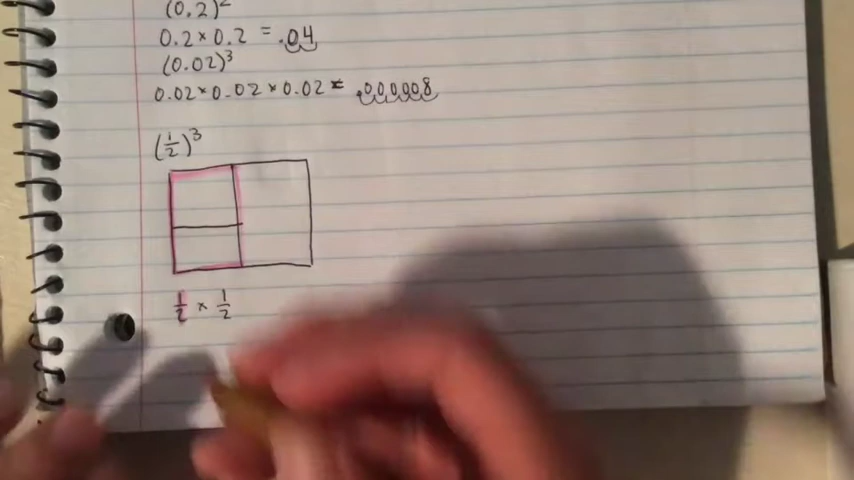 (0.2)²
0.2 × 0.2 = .04
(0.02)³
0.02 × 0.02 × 0.02 = .000008
(1/2)³
1/2 × 1/2